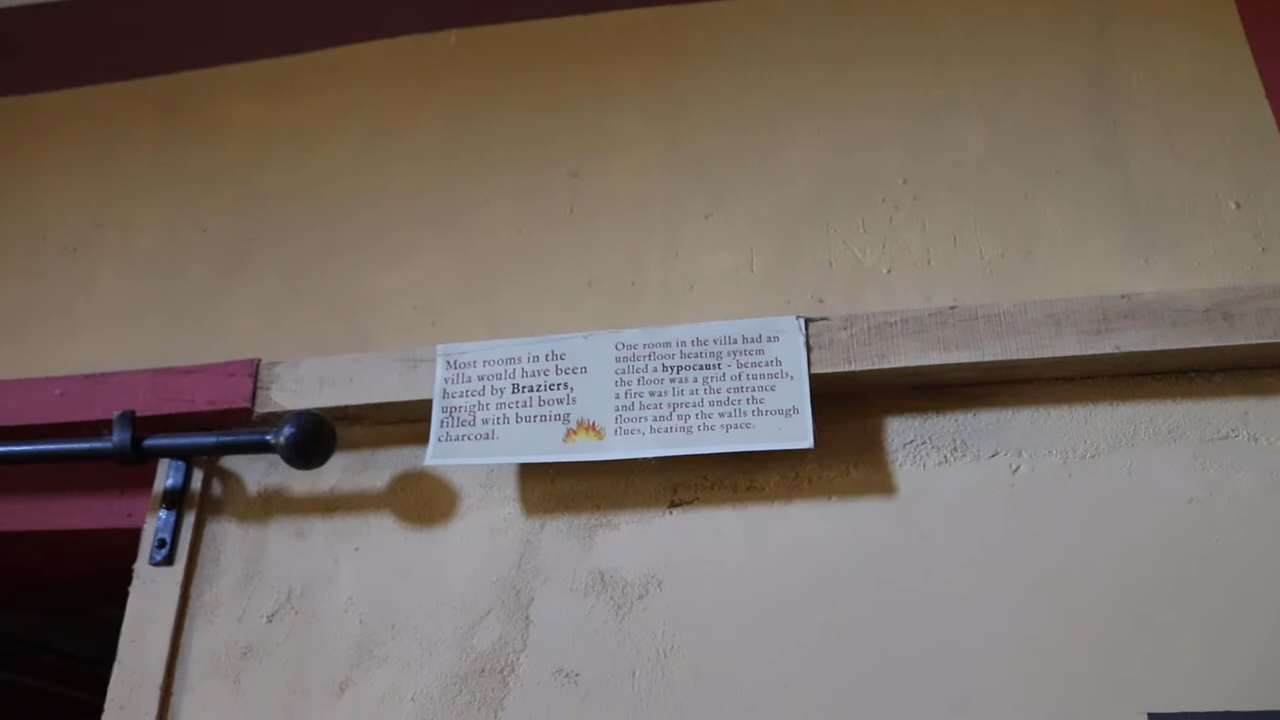 Most rooms in the
villa would have been
heated by Braziers,
upright metal bowls
filled with burning
charcoal.
One room in the villa had an
underfloor heating system
called a hypocaust - beneath
the floor was a grid of tunnels,
a fire was lit at the entrance
and heat spread under the
floors and up the walls through
flues, heating the space.